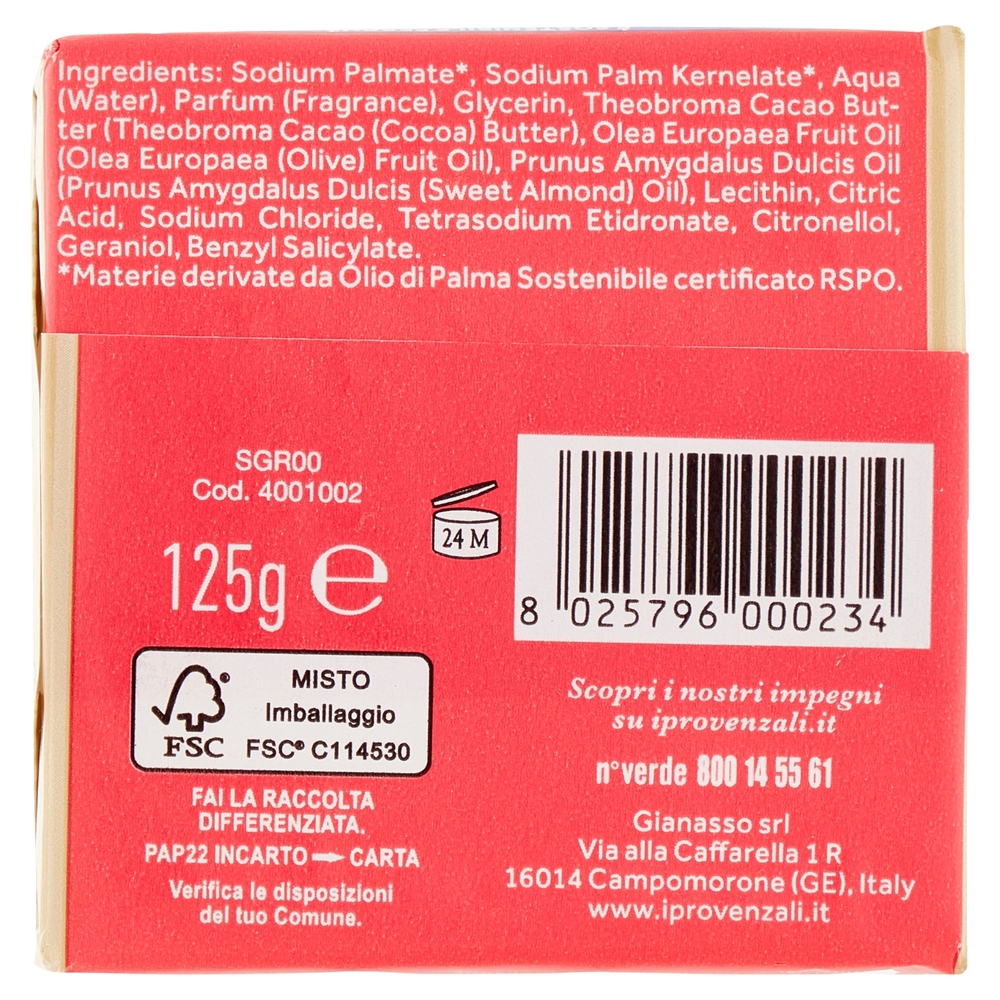 Ingredients: Sodium Palmate*, Sodium Palm Kernelate*, Aqua
(Water), Parfum (Fragrance), Glycerin, Theobroma Cacao But-
ter (Theobroma Cacao (Cocoa) Butter), Olea Europaea Fruit Oil
(Olea Europaea (Olive) Fruit Oil), Prunus Amygdalus Dulcis Oil
(Prunus Amygdalus Dulcis (Sweet Almond) Oil), Lecithin, Citric
Acid, Sodium Chloride, Tetrasodium Etidronate, Citronellol,
Geraniol, Benzyl Salicylate.
*Materie derivate da Olio di Palma Sostenibile certificato RSPO.
SGR00
Cod. 4001002
125g ℮
24 M
8 025796 000234
MISTO
Imballaggio
FSC® C114530
FSC
FAI LA RACCOLTA
DIFFERENZIATA.
PAP22 INCARTO → CARTA
Verifica le disposizioni
del tuo Comune.
Scopri i nostri impegni
su iprovenzali.it
n° verde 800 14 55 61
Gianasso srl
Via alla Caffarella 1 R
16014 Campomorone (GE), Italy
www.iprovenzali.it